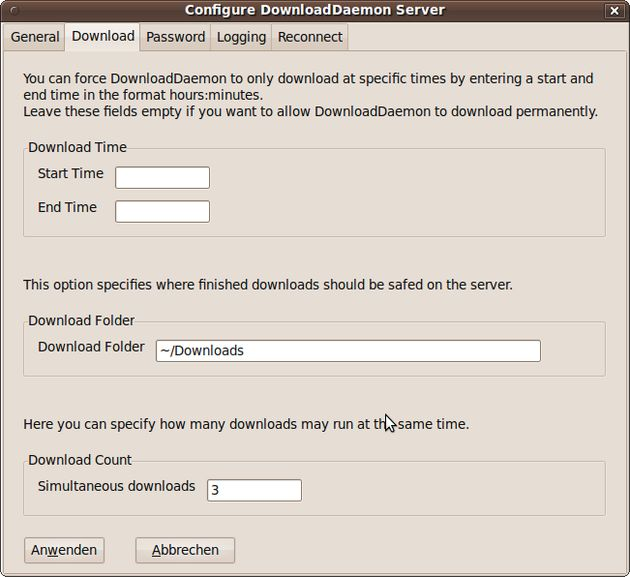 Configure DownloadDaemon Server
General Download Password Logging Reconnect
You can force DownloadDaemon to only download at specific times by entering a start and
end time in the format hours:minutes.
Leave these fields empty if you want to allow DownloadDaemon to download permanently.
Download Time
Start Time
End Time
This option specifies where finished downloads should be safed on the server.
Download Folder
Download Folder ~/Downloads
Here you can specify how many downloads may run at the same time.
Download Count
Simultaneous downloads 3
Anwenden Abbrechen